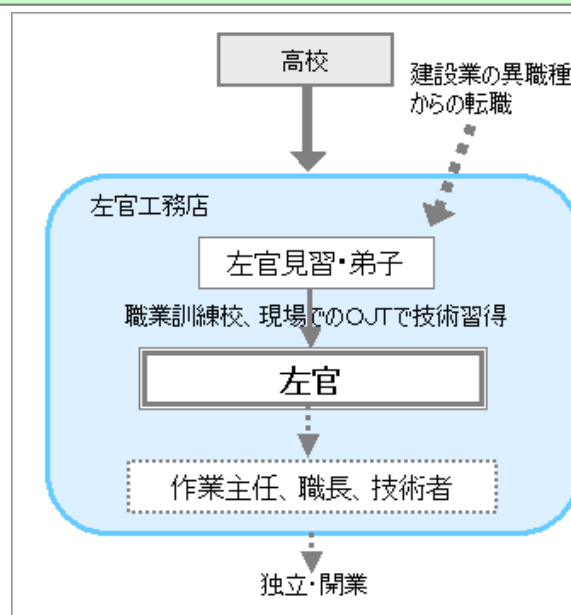 高校
建設業の異職種
からの転職
左官工務店
左官見習・弟子
職業訓練校、現場でのOJTで技術習得
左官
作業主任、職長、技術者
独立・開業